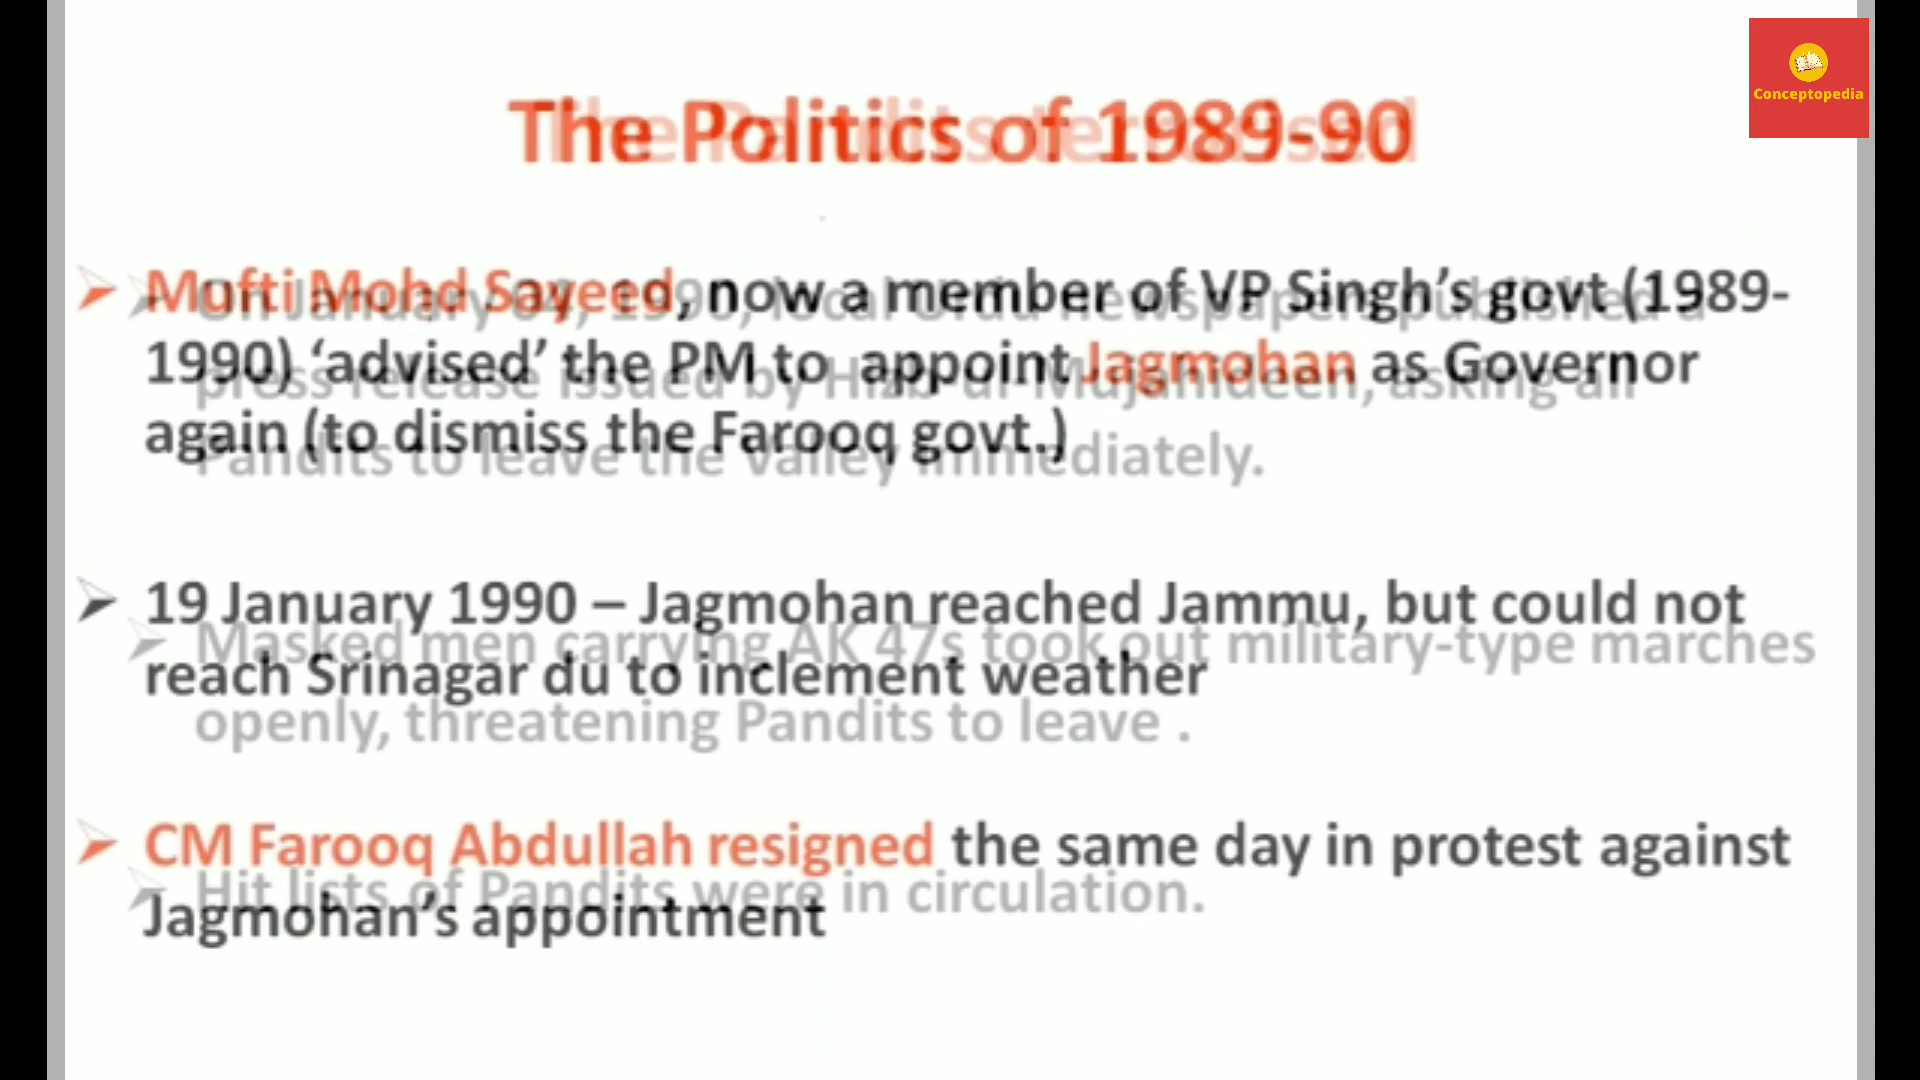 Conceptopedia
The Politics of 1989-90
The Pandits terrorised
➢ Mufti Mohd Sayeed, now a member of VP Singh’s govt (1989-
1990) ‘advised’ the PM to appoint Jagmohan as Governor
again (to dismiss the Farooq govt.)
➢ 19 January 1990 – Jagmohan reached Jammu, but could not
reach Srinagar du to inclement weather
➢ CM Farooq Abdullah resigned the same day in protest against
Jagmohan’s appointment
➢ On January 04, 1990, local Urdu newspapers published a
press release issued by Hizb-ul-Mujahideen, asking all
Pandits to leave the Valley immediately.
➢ Masked men carrying AK 47s took out military-type marches
openly, threatening Pandits to leave .
➢ Hit lists of Pandits were in circulation.